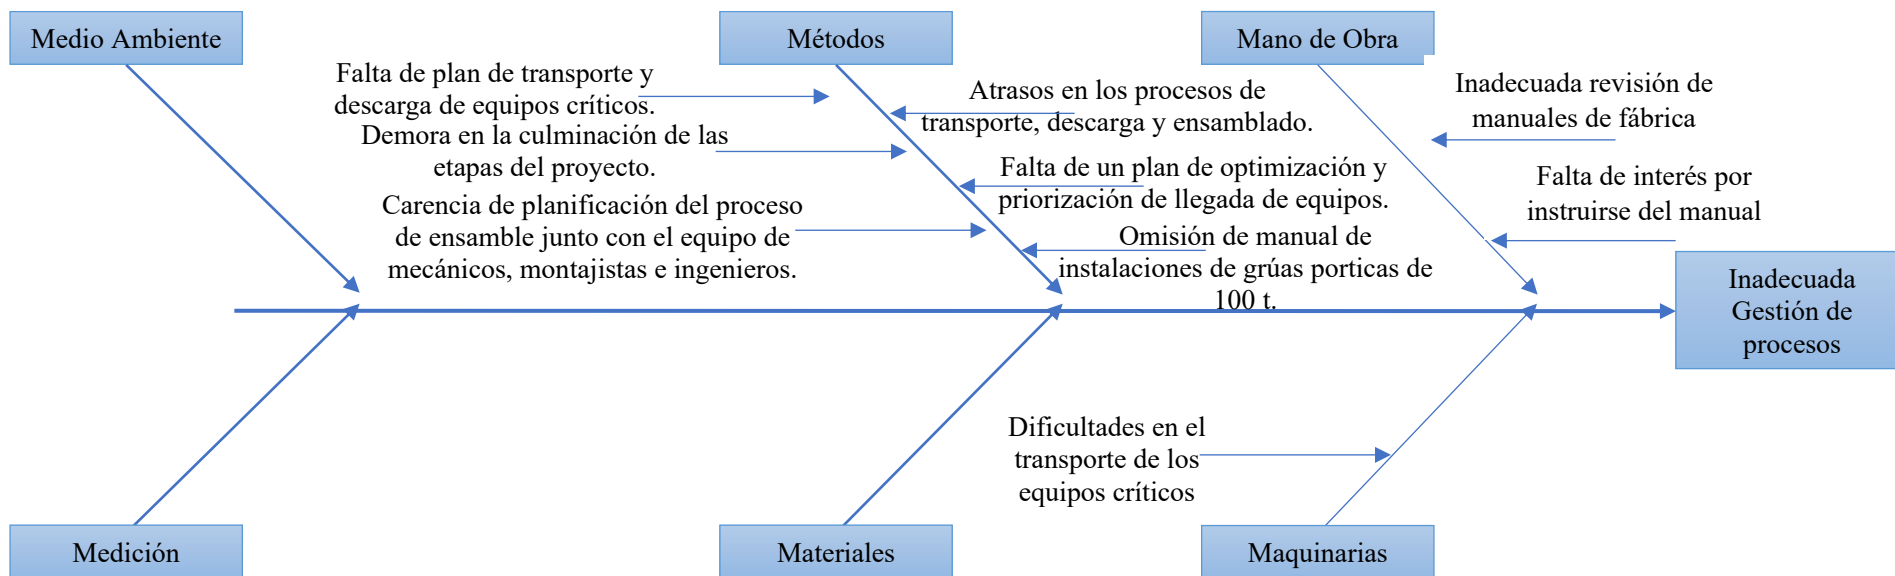 Medio Ambiente
Métodos
Mano de Obra
Falta de plan de transporte y
descarga de equipos críticos.
Demora en la culminación de las
etapas del proyecto.
Carencia de planificación del proceso
de ensamble junto con el equipo de
mecánicos, montajistas e ingenieros.
Atrasos en los procesos de
transporte, descarga y ensamblado.
Falta de un plan de optimización y
priorización de llegada de equipos.
Omisión de manual de
instalaciones de grúas porticas de
100 t.
Inadecuada revisión de
manuales de fábrica
Falta de interés por
instruirse del manual
Inadecuada
Gestión de
procesos
Dificultades en el
transporte de los
equipos críticos
Medición
Materiales
Maquinarias